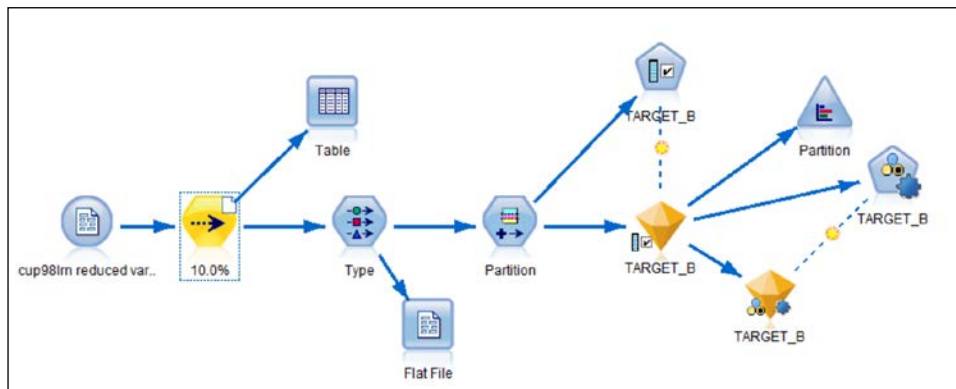 TARGET_B
Table
Partition
TARGET_B
cup98lrn reduced var...
10.0%
Type
Partition
TARGET_B
TARGET_B
Flat File